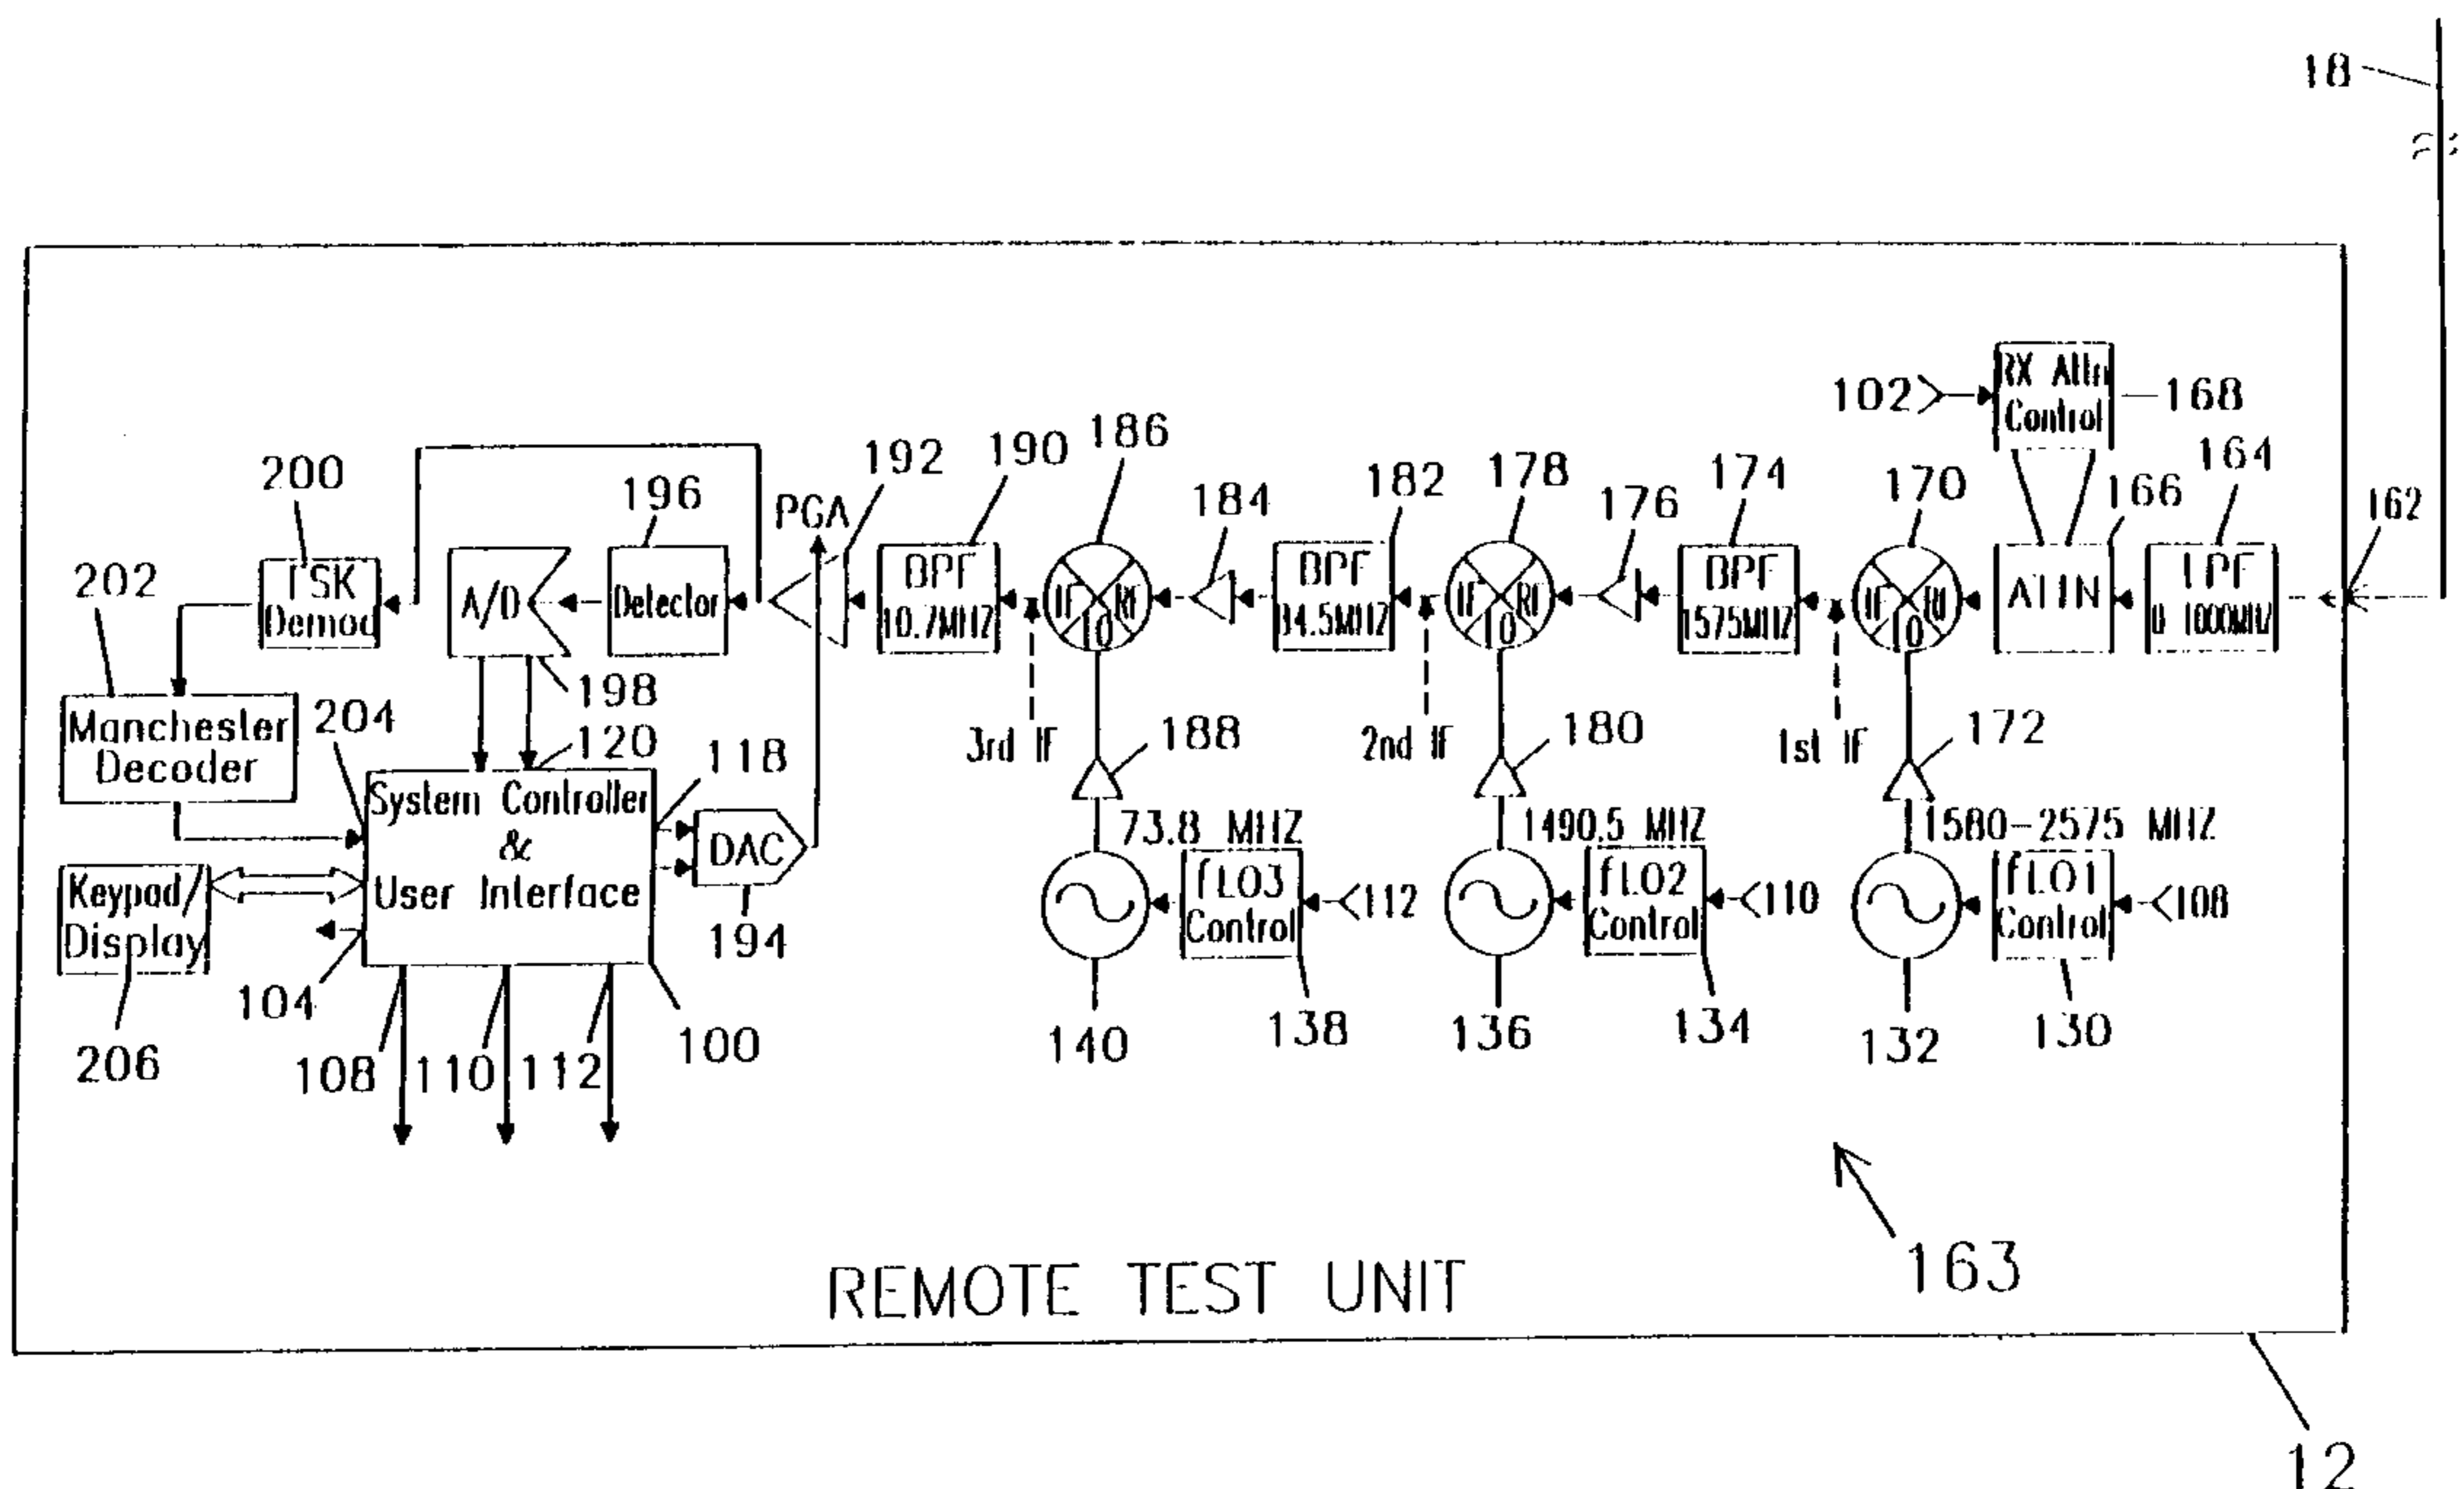 18
102
RX Attn
Control
168
186
192
190
178
174
170
164
200
196
PGA
184
182
176
166
162
202
FSK
Demod
A/D
Detector
BPF
10.7MHZ
IF
RF
LO
BPF
84.5MHZ
IF
RF
LO
BPF
1575MHZ
IF
RF
LO
ATTN
LPF
0-1000MHZ
198
Manchester
Decoder
204
120
118
3rd IF
188
2nd IF
180
1st IF
172
System Controller
&
User Interface
DAC
194
73.8 MHZ
1490.5 MHZ
1580-2575 MHZ
Keypad/
Display
fLO3
Control
112
fLO2
Control
110
fLO1
Control
108
104
206
108
110
112
100
140
138
136
134
132
130
163
REMOTE TEST UNIT
12